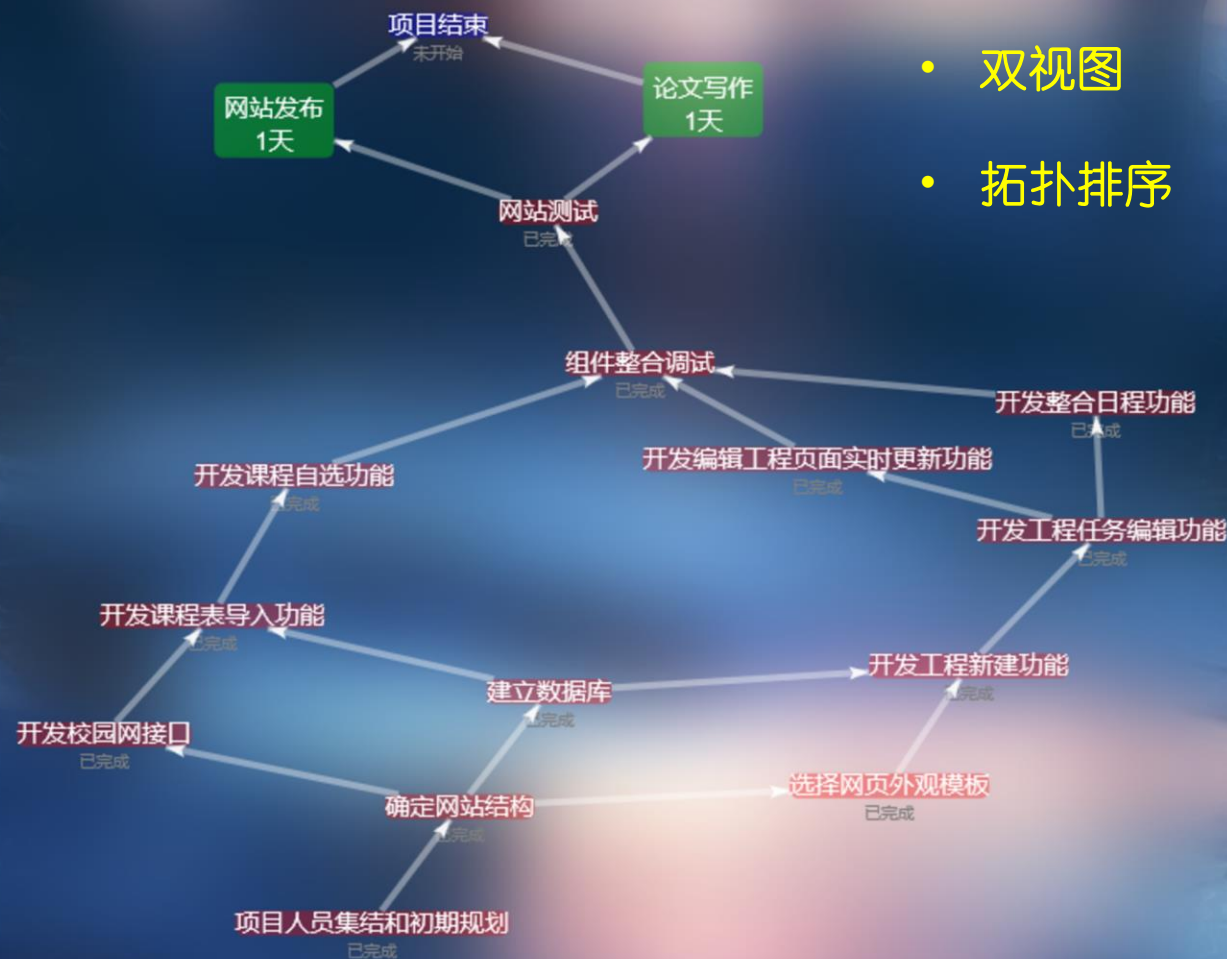 项目结束
未开始
• 双视图
网站发布
1天
论文写作
1天
• 拓扑排序
网站测试
已完成
组件整合调试
已完成
开发整合日程功能
已完成
开发编辑工程页面实时更新功能
已完成
开发课程自选功能
已完成
开发工程任务编辑功能
已完成
开发课程表导入功能
已完成
开发工程新建功能
已完成
建立数据库
已完成
开发校园网接口
已完成
选择网页外观模板
已完成
确定网站结构
已完成
项目人员集结和初期规划
已完成